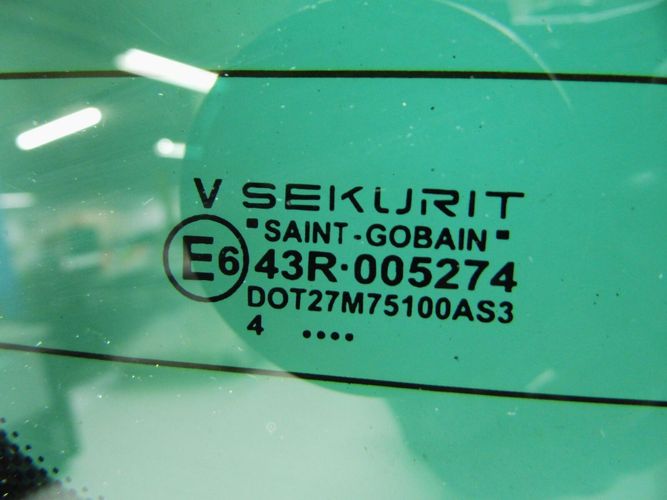 V SEKURIT
"SAINT-GOBAIN"
E6 43R·005274
DOT27M75100AS3
4 ....